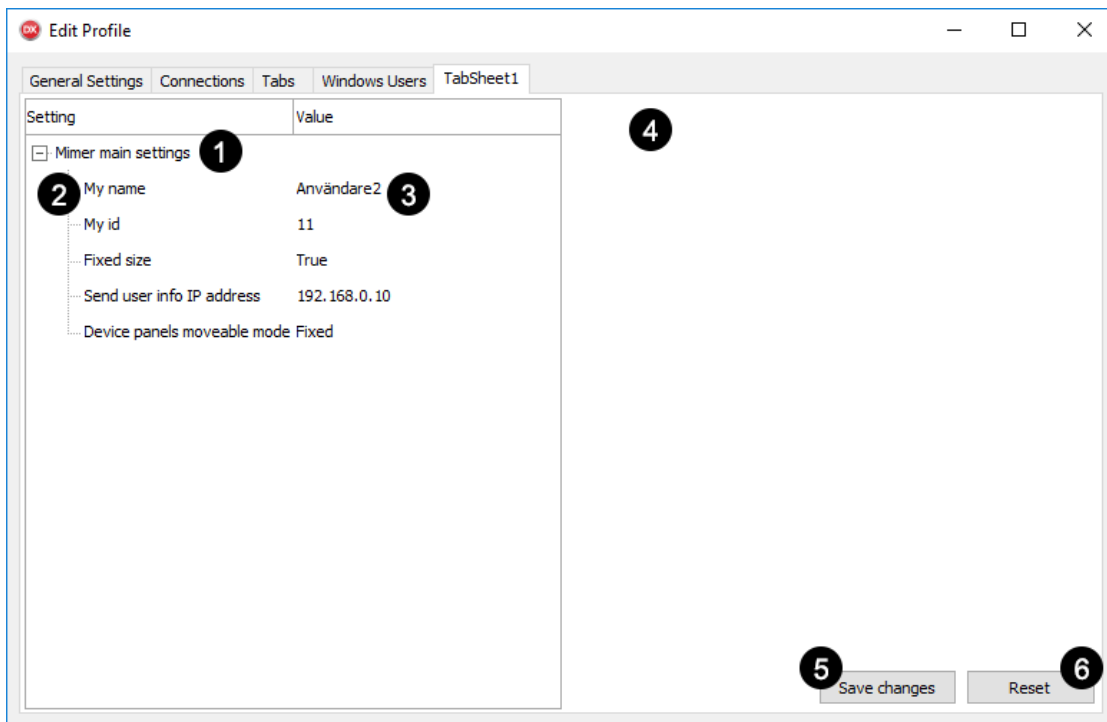 DX Edit Profile
General Settings Connections Tabs Windows Users TabSheet1
Setting Value
4
Mimer main settings 1
2 My name Användare2 3
My id 11
Fixed size True
Send user info IP address 192.168.0.10
Device panels moveable mode Fixed
5 6
Save changes Reset